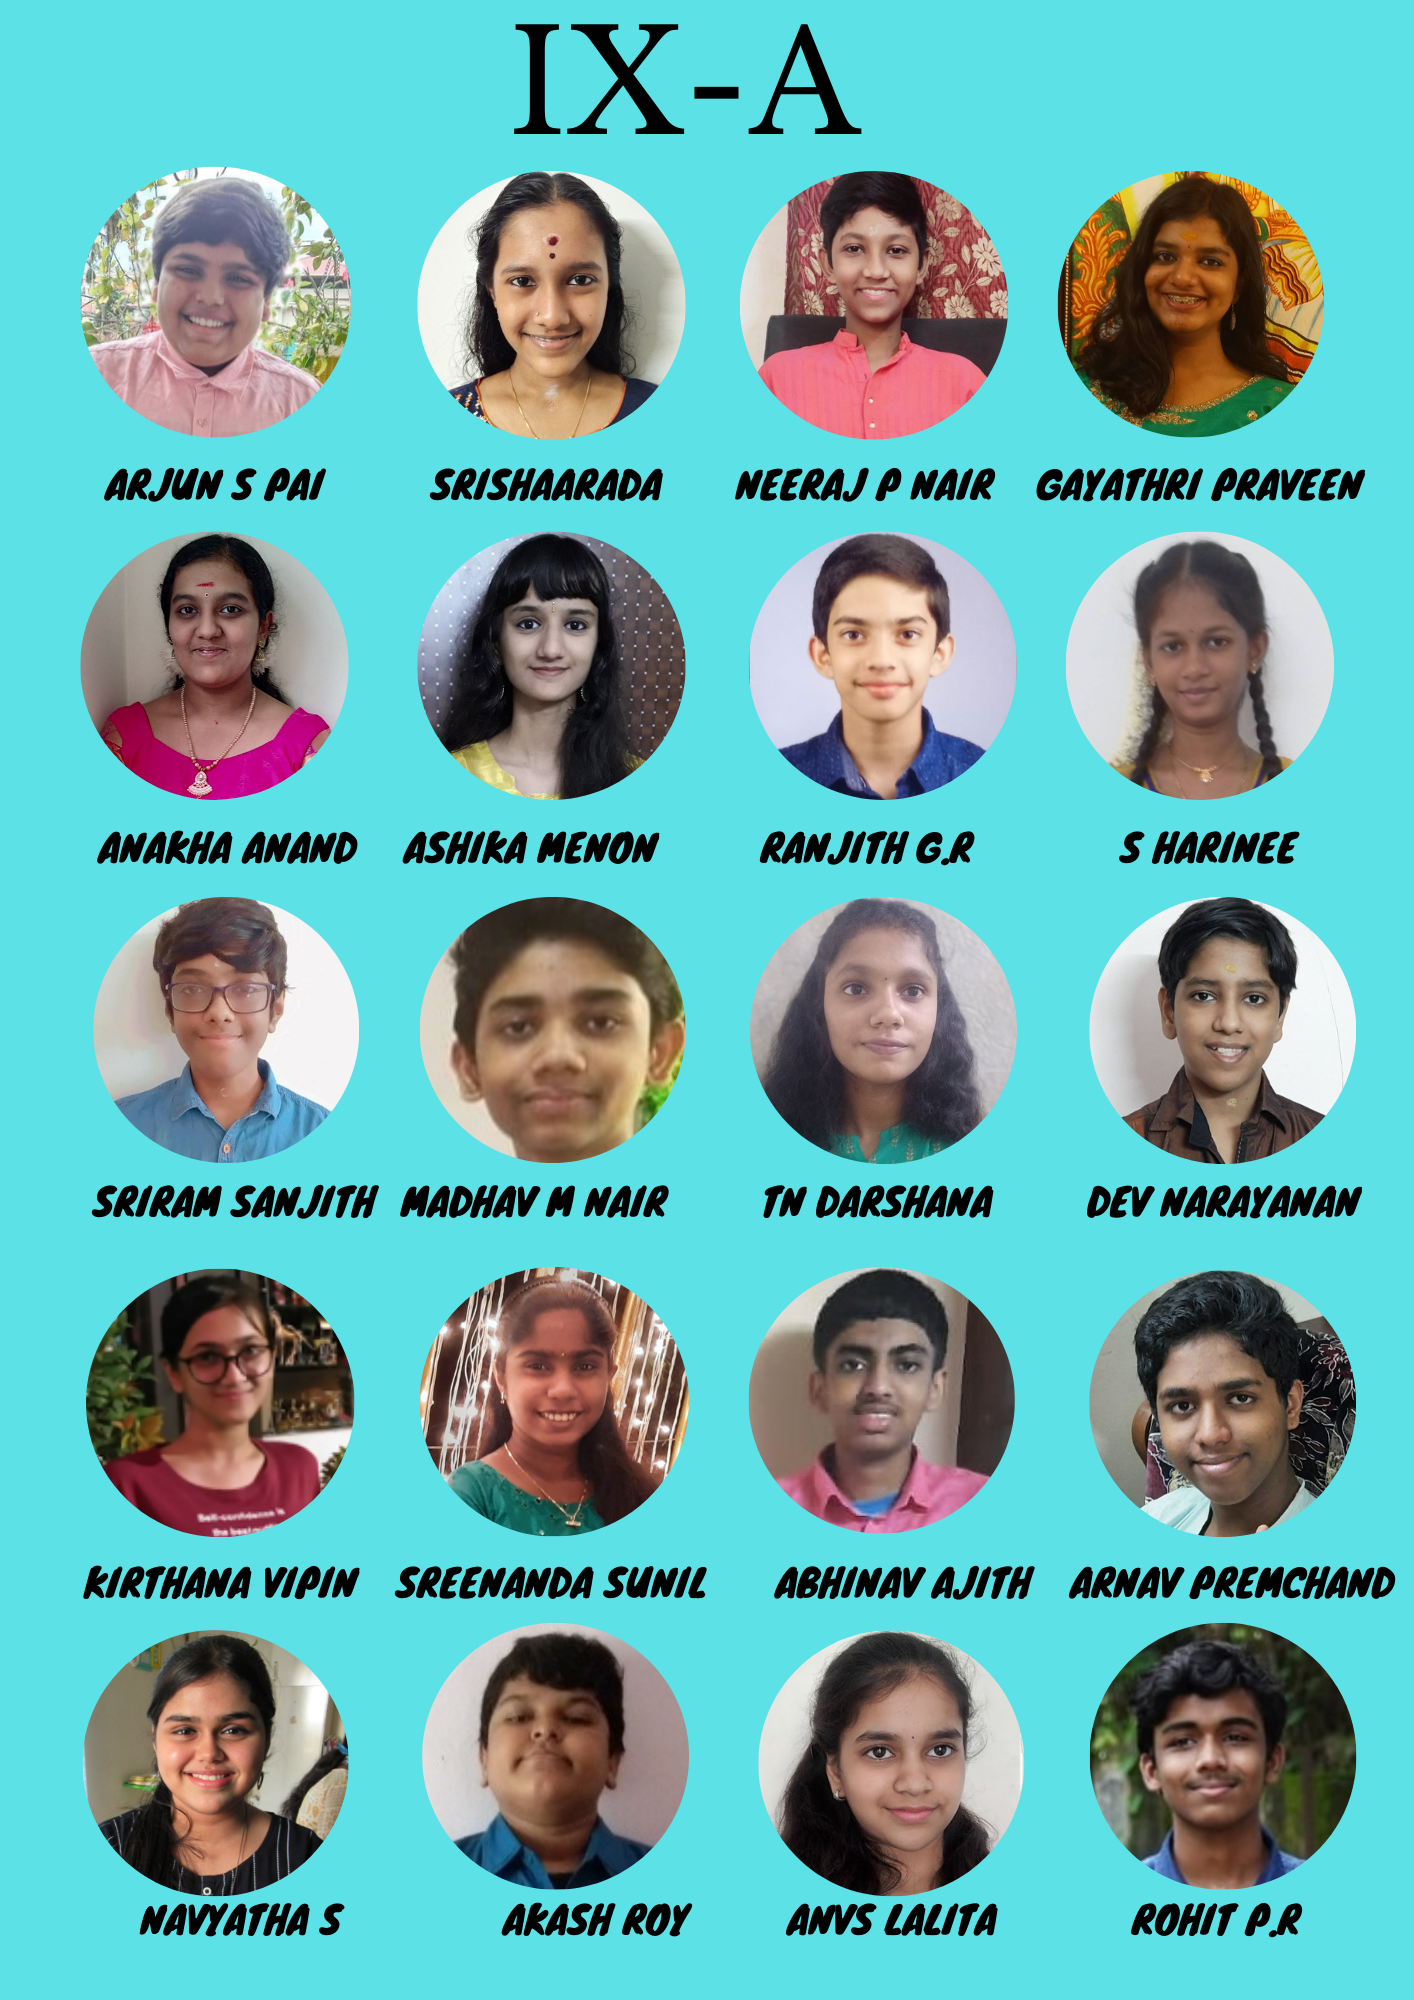 IX-A
ARJUN S PAI SRISHAARADA NEERAJ P NAIR GAYATHRI PRAVEEN
ANAKHA ANAND ASHIKA MENON RANJITH G.R S HARINEE
SRIRAM SANJITH MADHAV M NAIR TN DARSHANA DEV NARAYANAN
Self-confidence is
the best
KIRTHANA VIPIN SREENANDA SUNIL ABHINAV AJITH ARNAV PREMCHAND
NAVYATHA S AKASH ROY ANVS LALITA ROHIT P.R